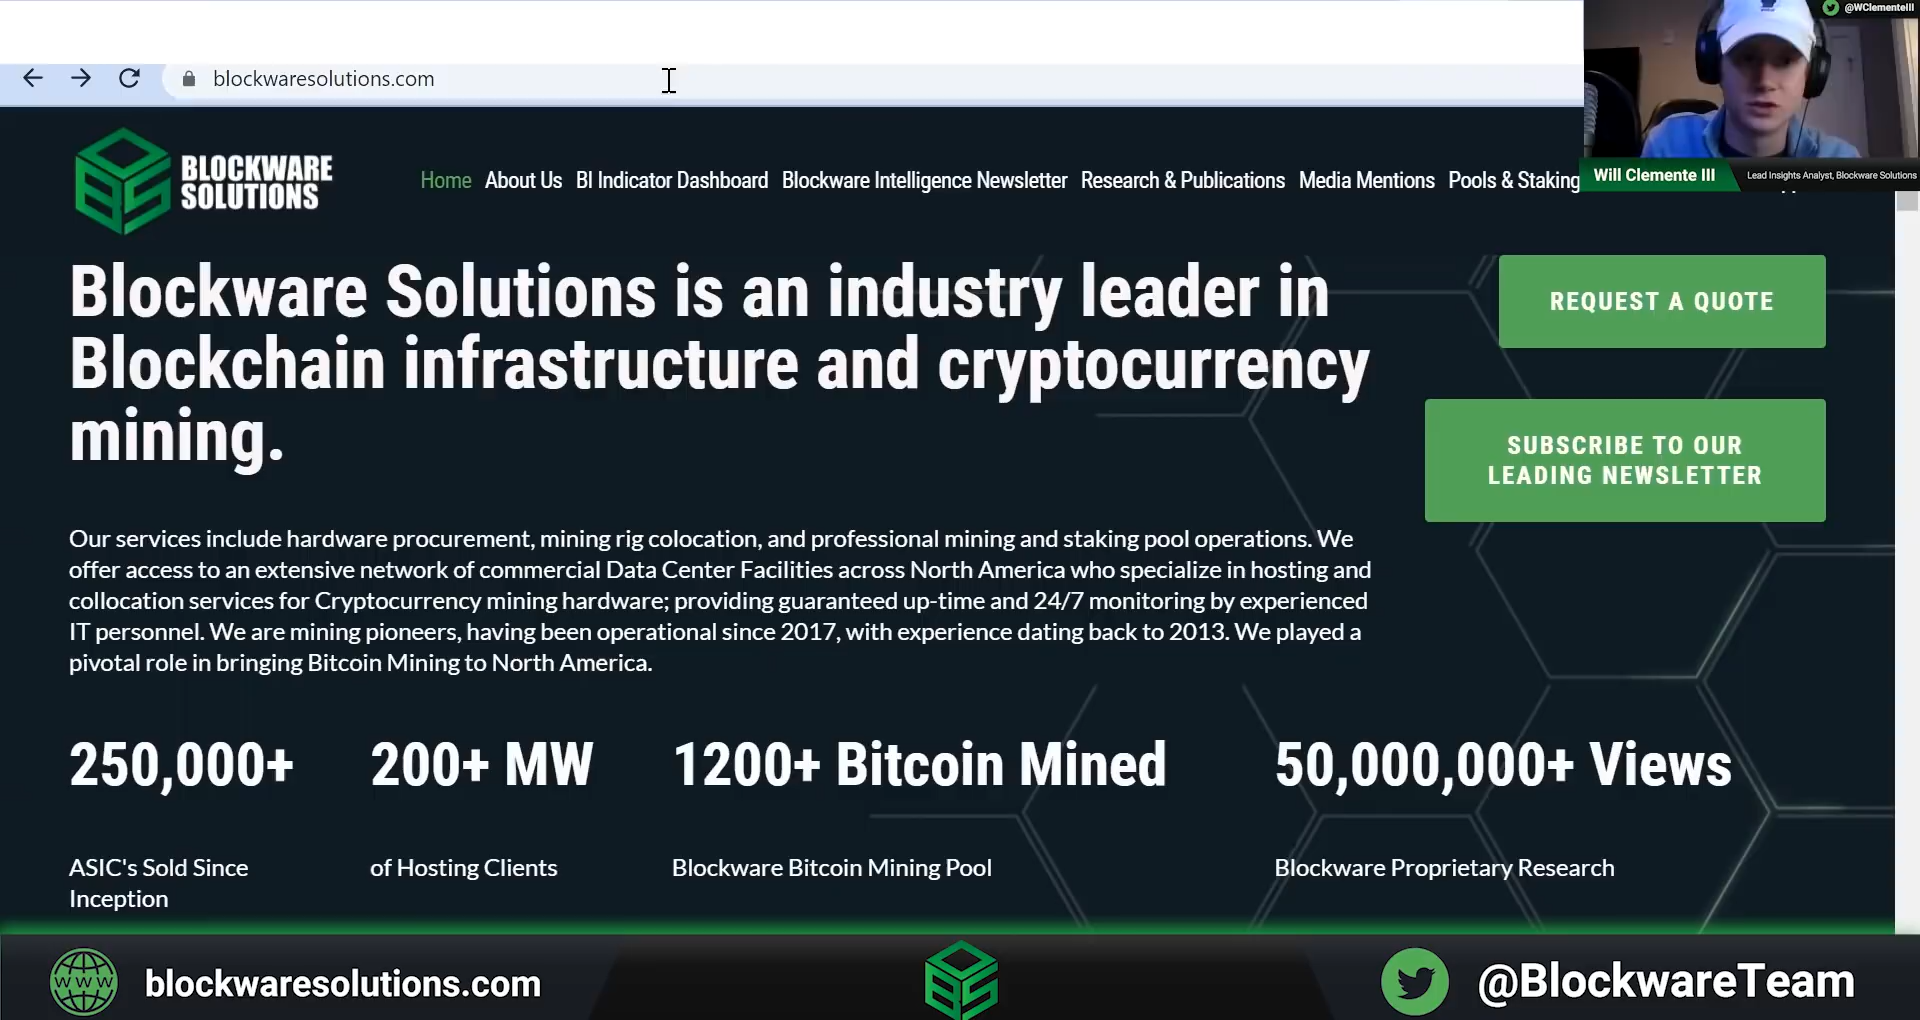 @WClementeIII
blockwaresolutions.com
BLOCKWARE
SOLUTIONS
Home About Us BI Indicator Dashboard Blockware Intelligence Newsletter Research & Publications Media Mentions Pools & Staking
Will Clemente III
Lead Insights Analyst, Blockware Solutions
Blockware Solutions is an industry leader in
Blockchain infrastructure and cryptocurrency
mining.
REQUEST A QUOTE
SUBSCRIBE TO OUR
LEADING NEWSLETTER
Our services include hardware procurement, mining rig colocation, and professional mining and staking pool operations. We
offer access to an extensive network of commercial Data Center Facilities across North America who specialize in hosting and
collocation services for Cryptocurrency mining hardware; providing guaranteed up-time and 24/7 monitoring by experienced
IT personnel. We are mining pioneers, having been operational since 2017, with experience dating back to 2013. We played a
pivotal role in bringing Bitcoin Mining to North America.
250,000+ 200+ MW 1200+ Bitcoin Mined 50,000,000+ Views
ASIC's Sold Since of Hosting Clients Blockware Bitcoin Mining Pool Blockware Proprietary Research
Inception
WWW blockwaresolutions.com
@BlockwareTeam